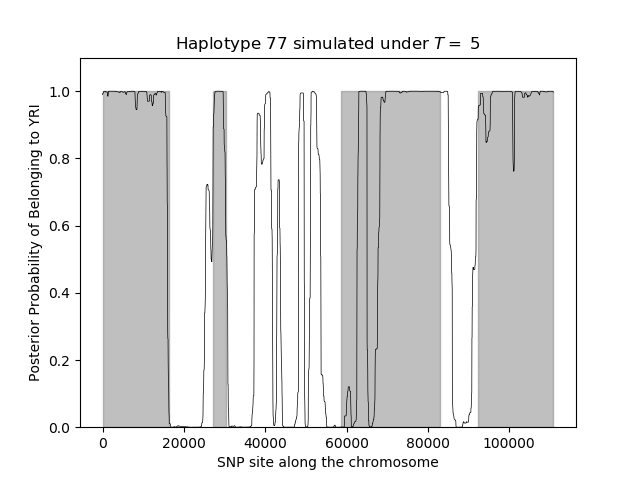 Haplotype 77 simulated under T = 5
Posterior Probability of Belonging to YRI
1.0
0.8
0.6
0.4
0.2
0.0
0 20000 40000 60000 80000 100000
SNP site along the chromosome